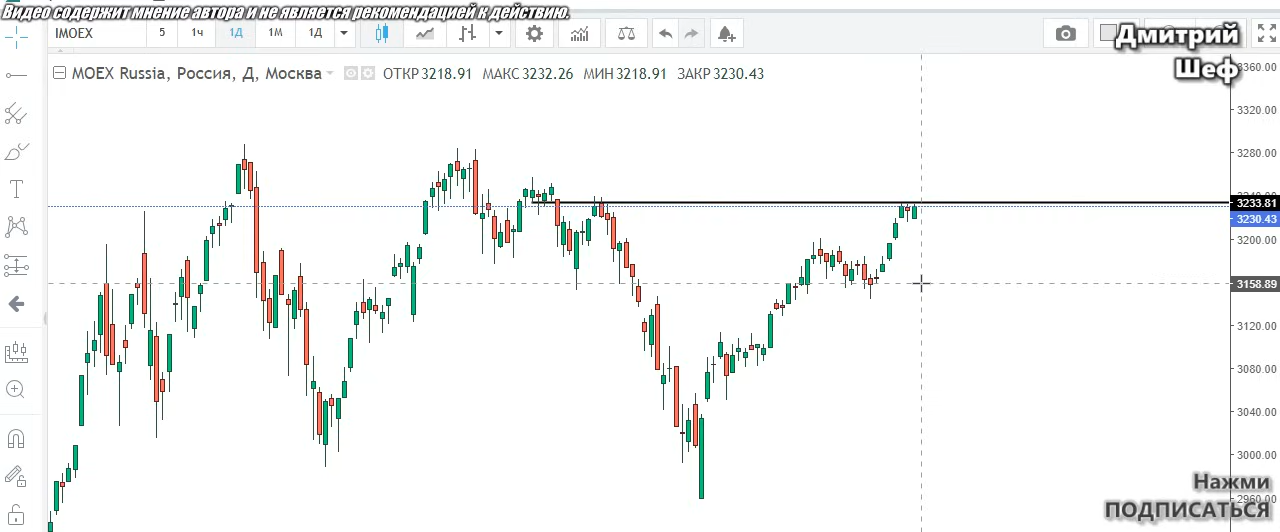 Видео содержит мнение автора и не является рекомендацией к действию.
IMOEX 5 1ч 1Д 1М 1Д
Дмитрий
Шеф
MOEX Russia, Россия, Д, Москва ОТКР 3218.91 МАКС 3232.26 МИН 3218.91 ЗАКР 3230.43
3360.00
3320.00
3280.00
3240.00
3233.81
3230.43
3200.00
3158.89
3120.00
3080.00
3040.00
3000.00
2960.00
Нажми
ПОДПИСАТЬСЯ